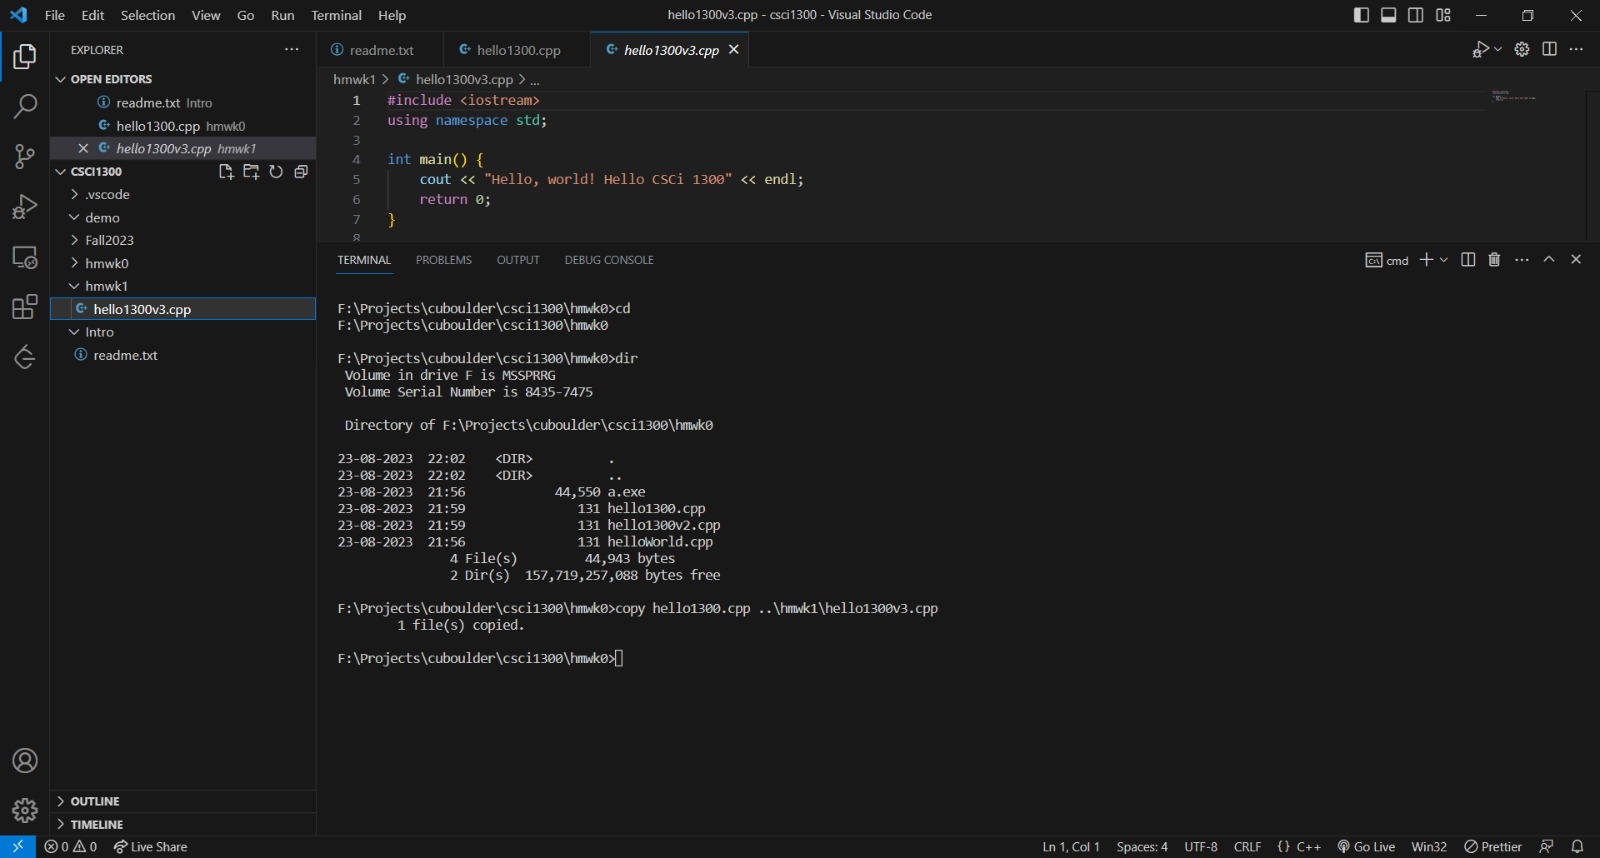 File Edit Selection View Go Run Terminal Help
hello1300v3.cpp - csci1300 - Visual Studio Code
EXPLORER
OPEN EDITORS
readme.txt Intro
hello1300.cpp hmwk0
hello1300v3.cpp hmwk1
CSCI1300
.vscode
demo
Fall2023
hmwk0
hmwk1
hello1300v3.cpp
Intro
readme.txt
OUTLINE
TIMELINE
readme.txt hello1300.cpp hello1300v3.cpp
hmwk1 > hello1300v3.cpp > ...
1 #include <iostream>
2 using namespace std;
3
4 int main() {
5 cout << "Hello, world! Hello CSCi 1300" << endl;
6 return 0;
7 }
8
TERMINAL PROBLEMS OUTPUT DEBUG CONSOLE
cmd
F:\Projects\cuboulder\csci1300\hmwk0>cd
F:\Projects\cuboulder\csci1300\hmwk0
F:\Projects\cuboulder\csci1300\hmwk0>dir
Volume in drive F is MSSPRRG
Volume Serial Number is 8435-7475
Directory of F:\Projects\cuboulder\csci1300\hmwk0
23-08-2023 22:02 <DIR> .
23-08-2023 22:02 <DIR> ..
23-08-2023 21:56 44,550 a.exe
23-08-2023 21:59 131 hello1300.cpp
23-08-2023 21:59 131 hello1300v2.cpp
23-08-2023 21:56 131 helloWorld.cpp
4 File(s) 44,943 bytes
2 Dir(s) 157,719,257,088 bytes free
F:\Projects\cuboulder\csci1300\hmwk0>copy hello1300.cpp ..\hmwk1\hello1300v3.cpp
1 file(s) copied.
F:\Projects\cuboulder\csci1300\hmwk0>
0 0 Live Share
Ln 1, Col 1 Spaces: 4 UTF-8 CRLF {} C++ Go Live Win32 Prettier